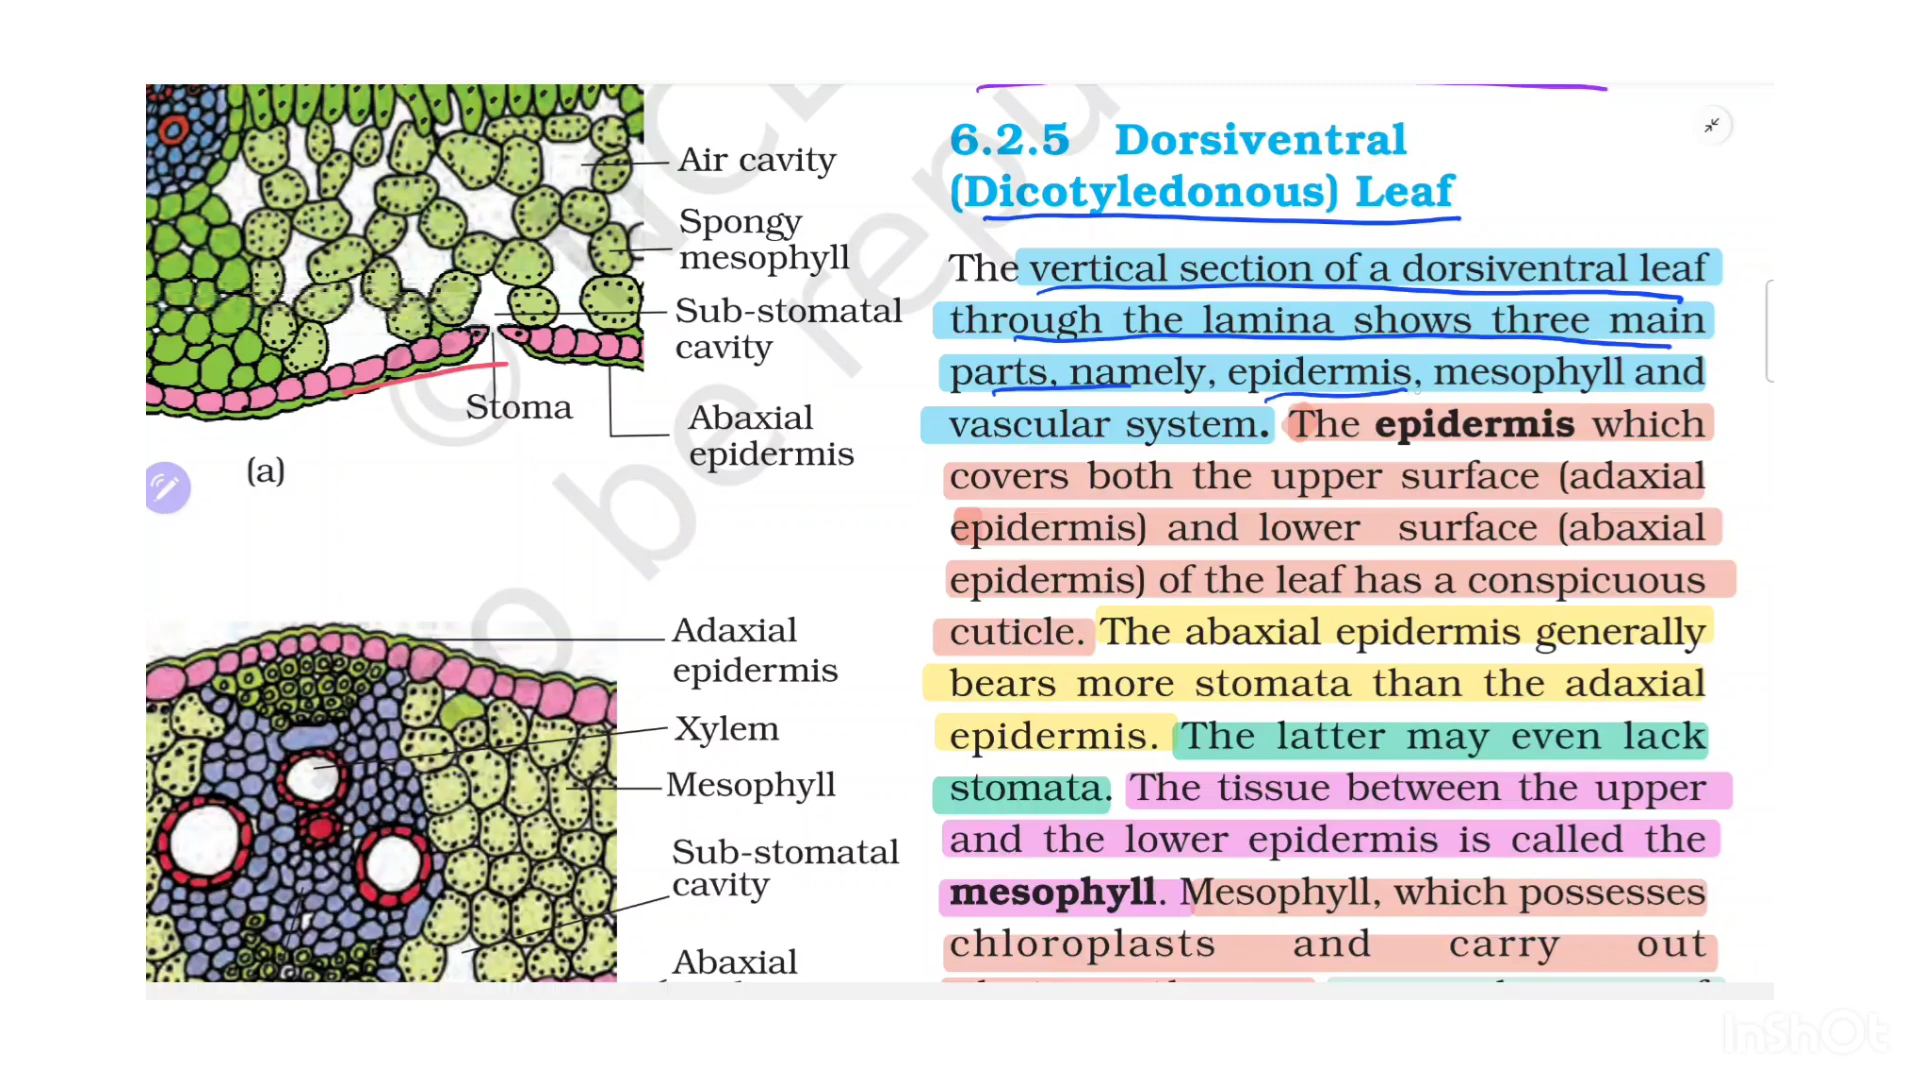 Air cavity
Spongy
mesophyll
Sub-stomatal
cavity
Stoma
Abaxial
epidermis
(a)
Adaxial
epidermis
Xylem
Mesophyll
Sub-stomatal
cavity
Abaxial
6.2.5 Dorsiventral
(Dicotyledonous) Leaf
The vertical section of a dorsiventral leaf
through the lamina shows three main
parts, namely, epidermis, mesophyll and
vascular system. The epidermis which
covers both the upper surface (adaxial
epidermis) and lower surface (abaxial
epidermis) of the leaf has a conspicuous
cuticle. The abaxial epidermis generally
bears more stomata than the adaxial
epidermis. The latter may even lack
stomata. The tissue between the upper
and the lower epidermis is called the
mesophyll. Mesophyll, which possesses
chloroplasts and carry out
© NCE
o be repu
InShOt